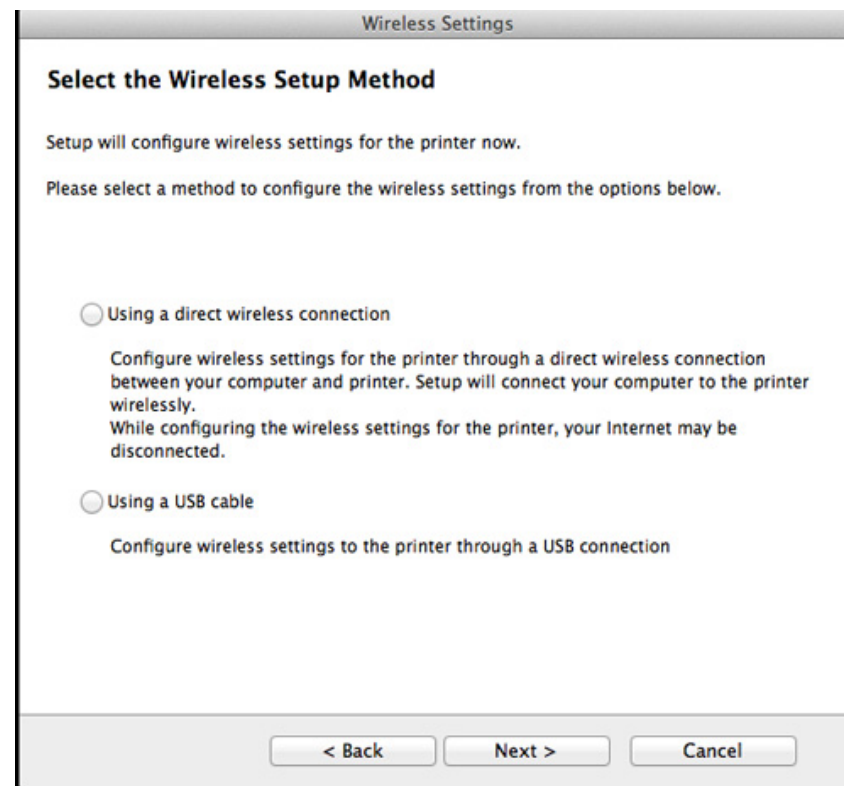 Wireless Settings
Select the Wireless Setup Method
Setup will configure wireless settings for the printer now.
Please select a method to configure the wireless settings from the options below.
Using a direct wireless connection
Configure wireless settings for the printer through a direct wireless connection
between your computer and printer. Setup will connect your computer to the printer
wirelessly.
While configuring the wireless settings for the printer, your Internet may be
disconnected.
Using a USB cable
Configure wireless settings to the printer through a USB connection
< Back Next > Cancel